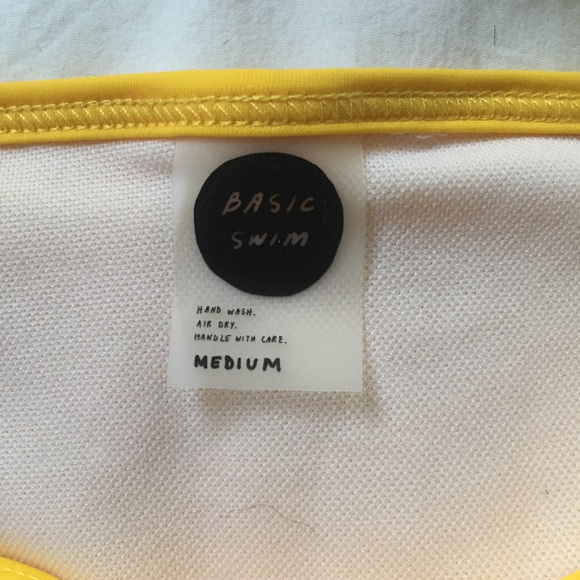 BASIC
SWIM
HAND WASH.
AIR DRY.
HANDLE WITH CARE.
MEDIUM